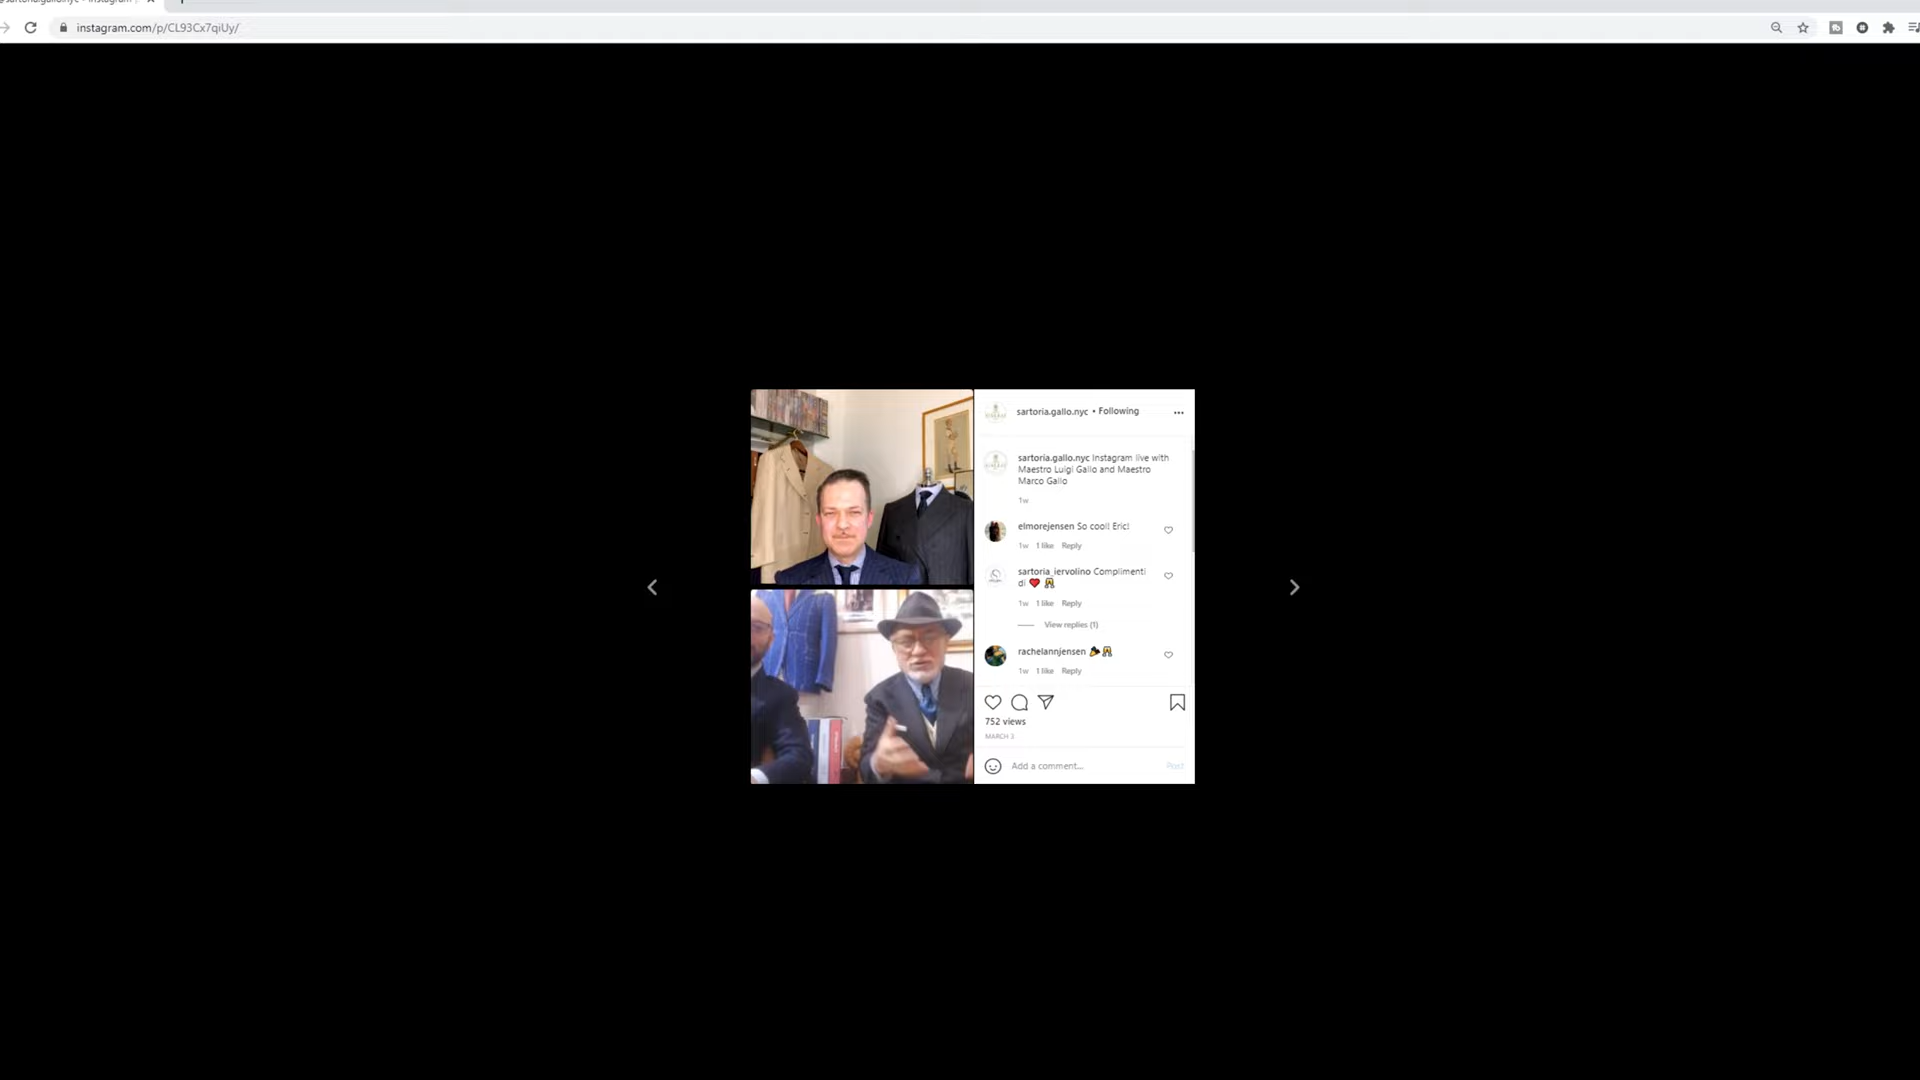 instagram.com/p/CL93Cx7qiUy/
sartoria.gallo.nyc • Following
sartoria.gallo.nyc Instagram live with
Maestro Luigi Gallo and Maestro
Marco Gallo
1w
elmorejensen So cool! Eric!
1w 1 like Reply
sartoria_iervolino Complimenti
di ❤️ 🥂
1w 1 like Reply
View replies (1)
rachelannjensen 🍾🥂
1w 1 like Reply
752 views
MARCH 3
Add a comment... Post